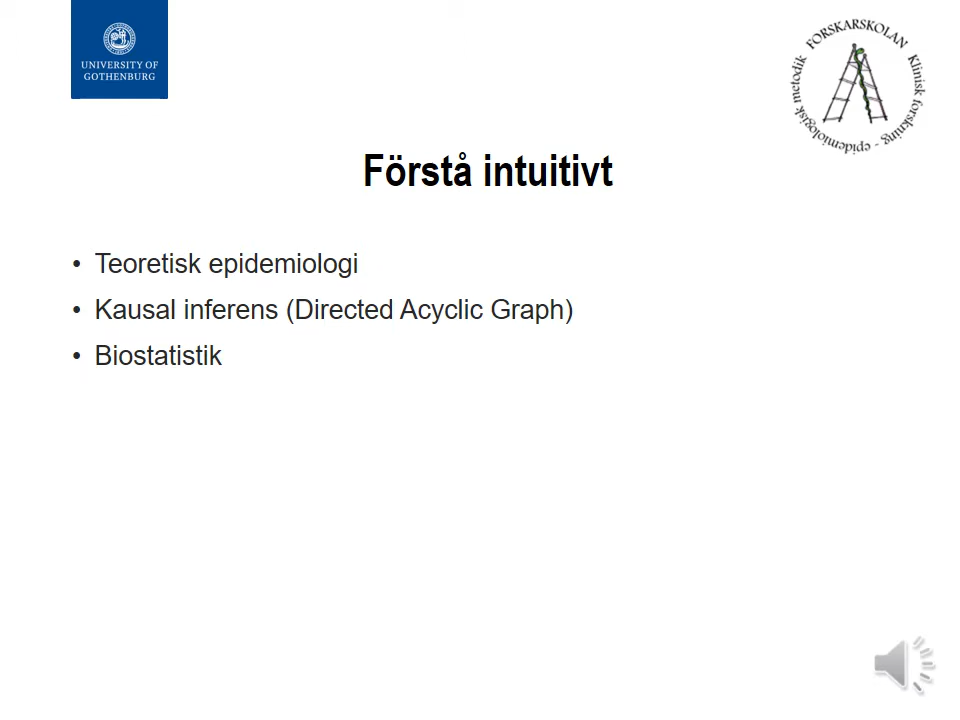 UNIVERSITY OF
GOTHENBURG
FORSKARSKOLAN
Klinisk forskning - epidemiologisk metodik
Förstå intuitivt
• Teoretisk epidemiologi
• Kausal inferens (Directed Acyclic Graph)
• Biostatistik